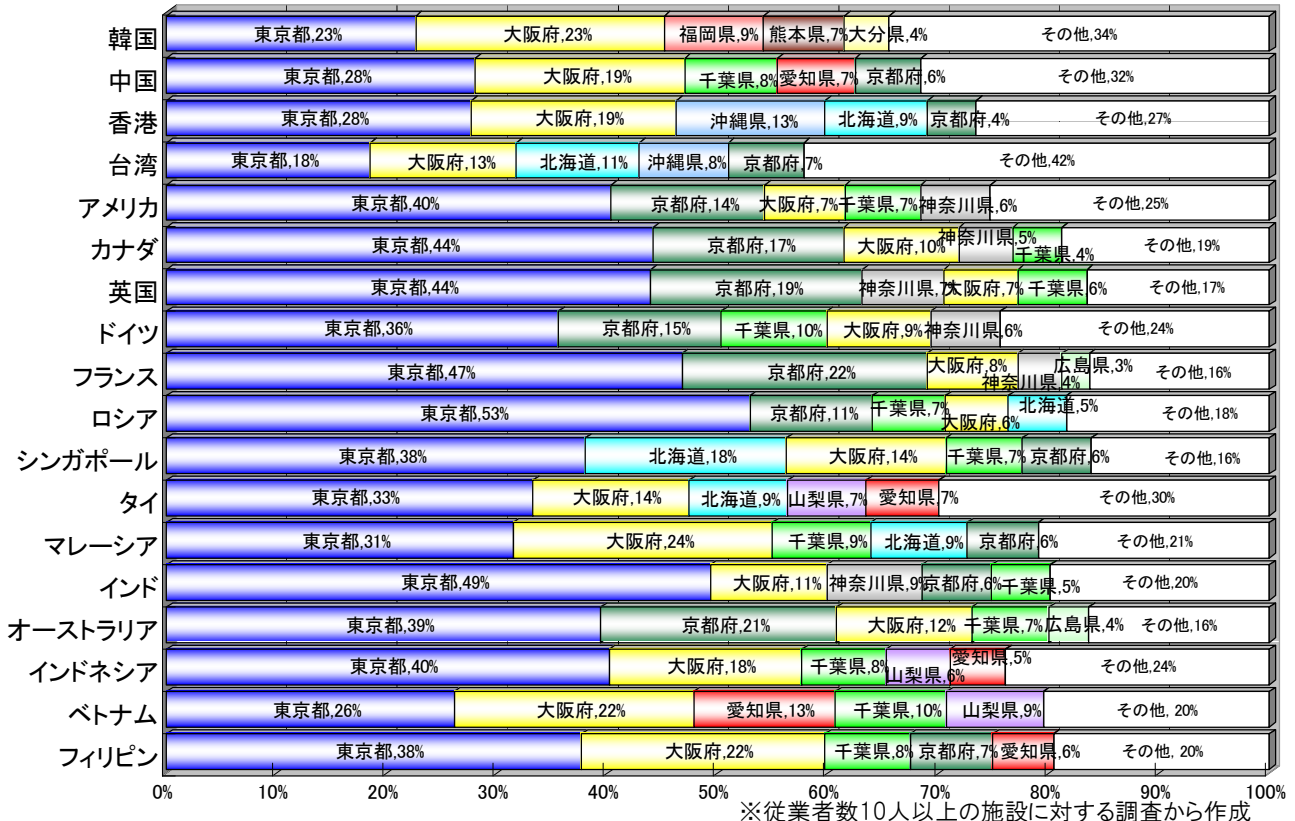 韓国 東京都,23% 大阪府,23% 福岡県,9% 熊本県,7% 大分県,4% その他,34%
中国 東京都,28% 大阪府,19% 千葉県,8% 愛知県,7% 京都府,6% その他,32%
香港 東京都,28% 大阪府,19% 沖縄県,13% 北海道,9% 京都府,4% その他,27%
台湾 東京都,18% 大阪府,13% 北海道,11% 沖縄県,8% 京都府,7% その他,42%
アメリカ 東京都,40% 京都府,14% 大阪府,7% 千葉県,7% 神奈川県,6% その他,25%
カナダ 東京都,44% 京都府,17% 大阪府,10% 神奈川県,5% 千葉県,4% その他,19%
英国 東京都,44% 京都府,19% 神奈川県,7% 大阪府,7% 千葉県,6% その他,17%
ドイツ 東京都,36% 京都府,15% 千葉県,10% 大阪府,9% 神奈川県,6% その他,24%
フランス 東京都,47% 京都府,22% 大阪府,8% 神奈川県,4% 広島県,3% その他,16%
ロシア 東京都,53% 京都府,11% 千葉県,7% 大阪府,6% 北海道,5% その他,18%
シンガポール 東京都,38% 北海道,18% 大阪府,14% 千葉県,7% 京都府,6% その他,16%
タイ 東京都,33% 大阪府,14% 北海道,9% 山梨県,7% 愛知県,7% その他,30%
マレーシア 東京都,31% 大阪府,24% 千葉県,9% 北海道,9% 京都府,6% その他,21%
インド 東京都,49% 大阪府,11% 神奈川県,9% 京都府,6% 千葉県,5% その他,20%
オーストラリア 東京都,39% 京都府,21% 大阪府,12% 千葉県,7% 広島県,4% その他,16%
インドネシア 東京都,40% 大阪府,18% 千葉県,8% 山梨県,6% 愛知県,5% その他,24%
ベトナム 東京都,26% 大阪府,22% 愛知県,13% 千葉県,10% 山梨県,9% その他, 20%
フィリピン 東京都,38% 大阪府,22% 千葉県,8% 京都府,7% 愛知県,6% その他, 20%
0% 10% 20% 30% 40% 50% 60% 70% 80% 90% 100%
※従業者数10人以上の施設に対する調査から作成